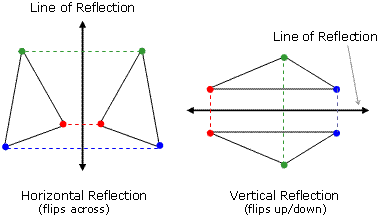 Line of Reflection
Line of Reflection
Horizontal Reflection
(flips across)
Vertical Reflection
(flips up/down)